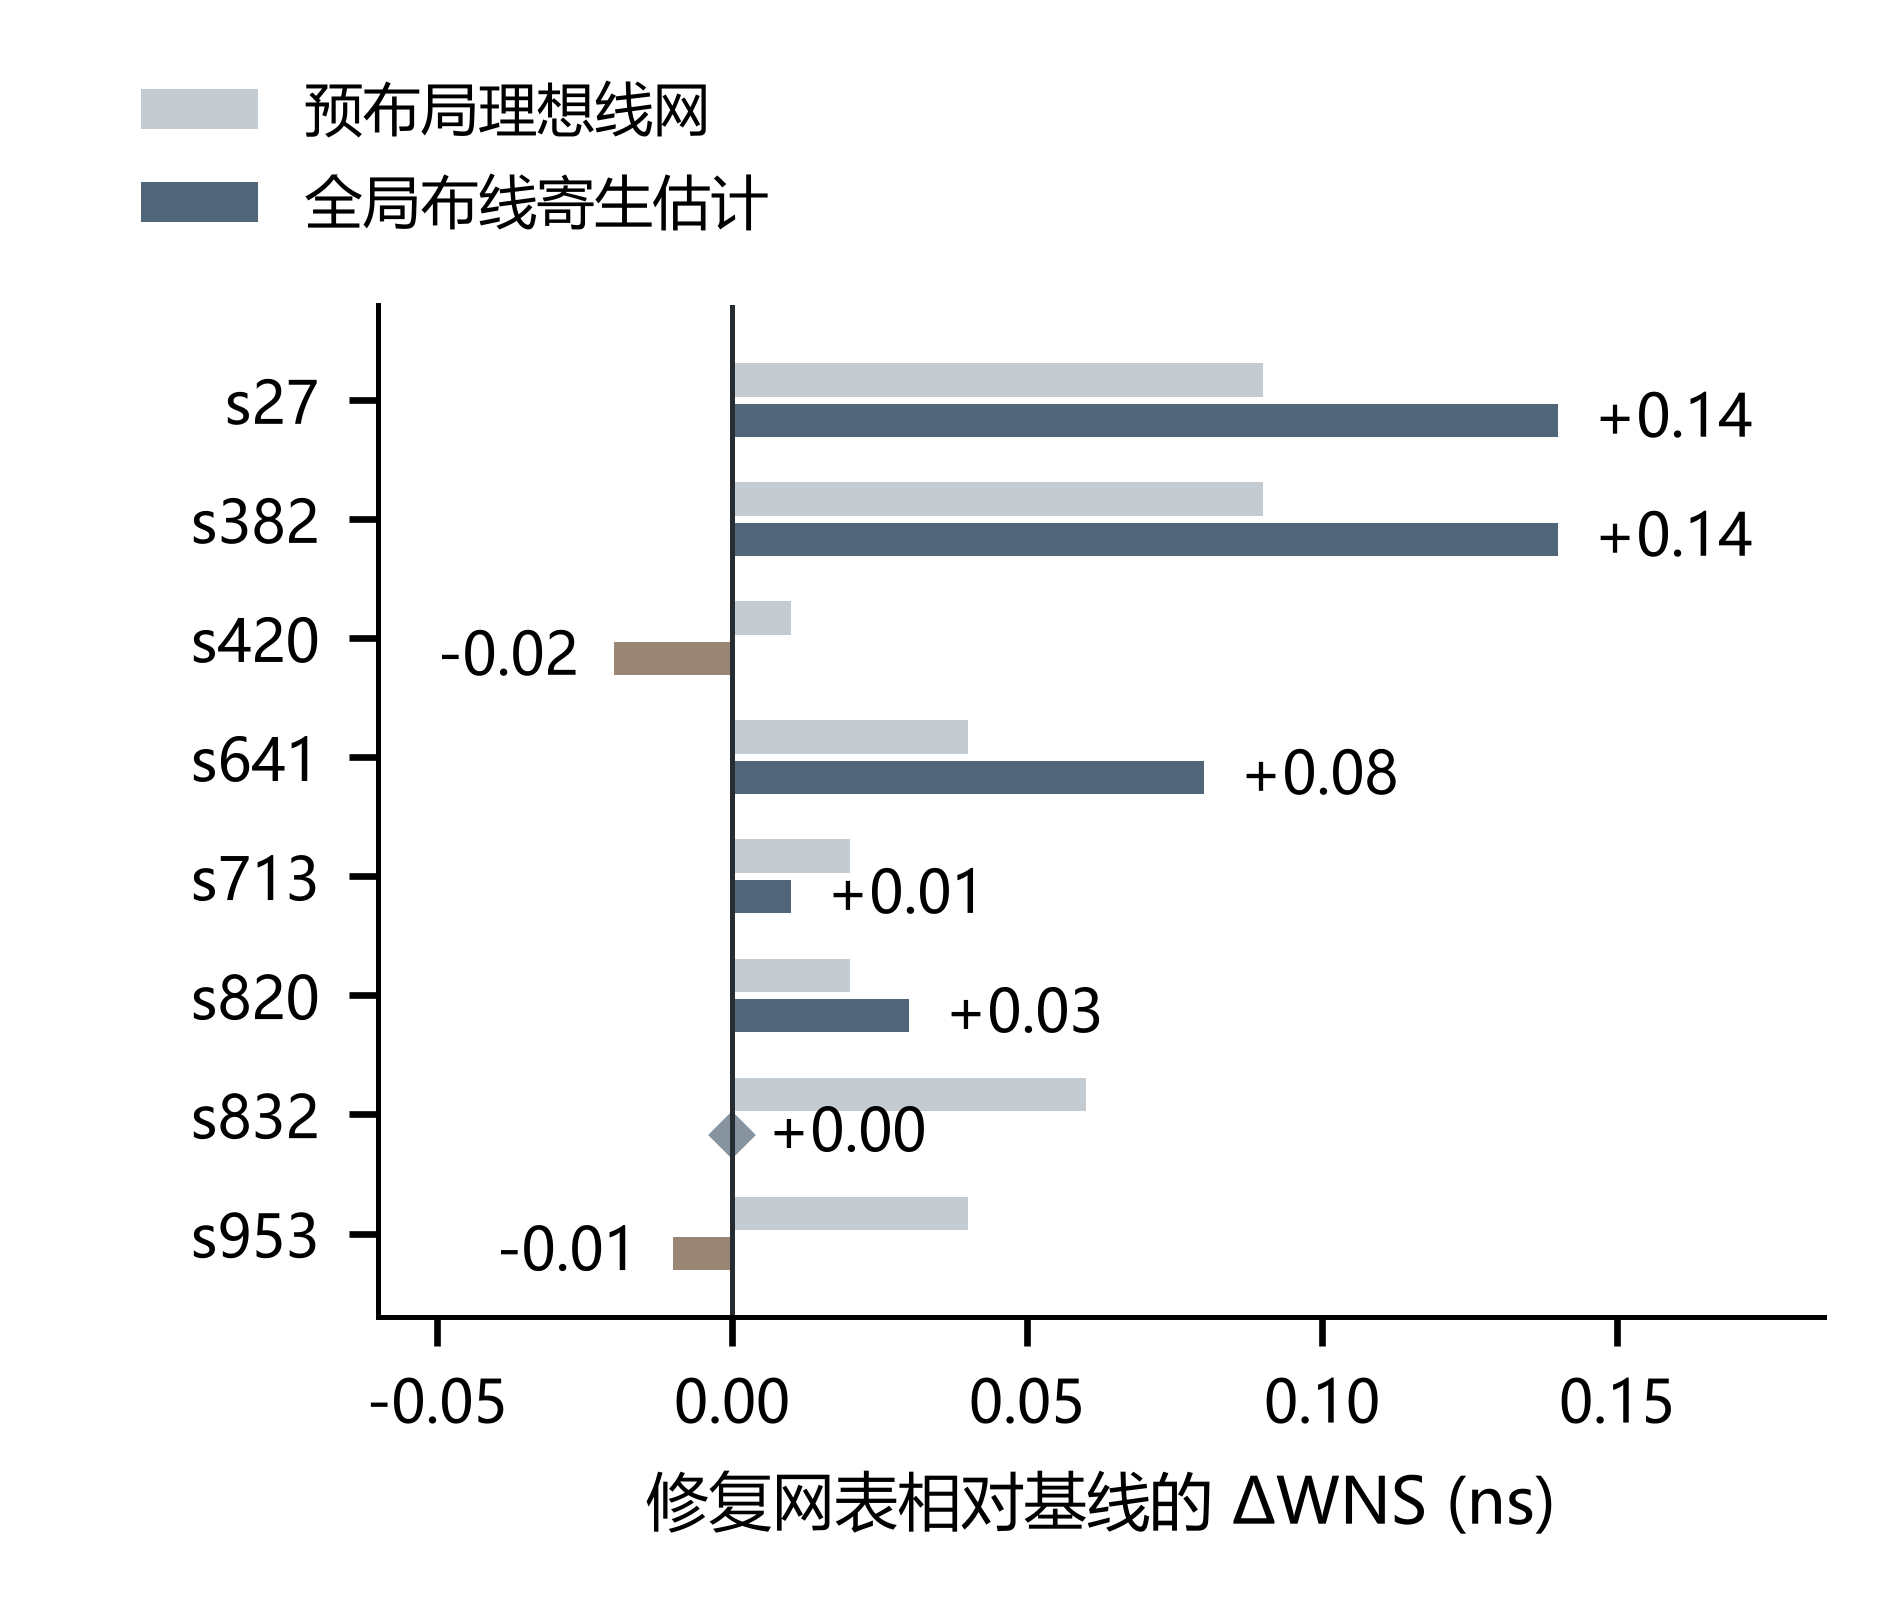 预布局理想线网
全局布线寄生估计
s27
+0.14
s382
+0.14
s420
-0.02
s641
+0.08
s713
+0.01
s820
+0.03
s832
+0.00
s953
-0.01
-0.05 0.00 0.05 0.10 0.15
修复网表相对基线的 ΔWNS (ns)